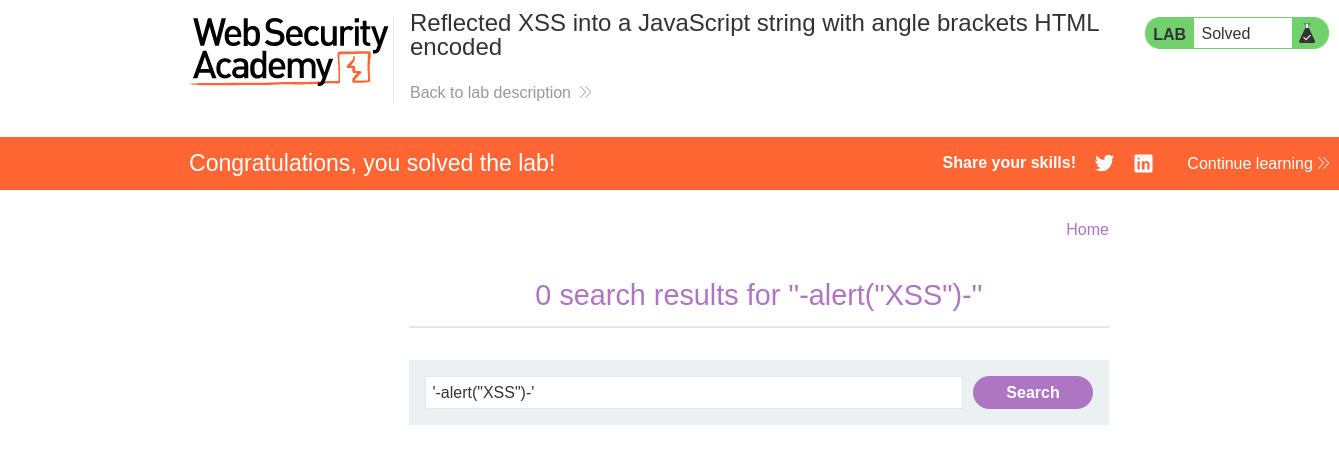 Web Security
Academy
Reflected XSS into a JavaScript string with angle brackets HTML
encoded
Back to lab description
LAB Solved
Congratulations, you solved the lab!
Share your skills!
Continue learning
Home
0 search results for ''-alert("XSS")-''
'-alert("XSS")-'
Search